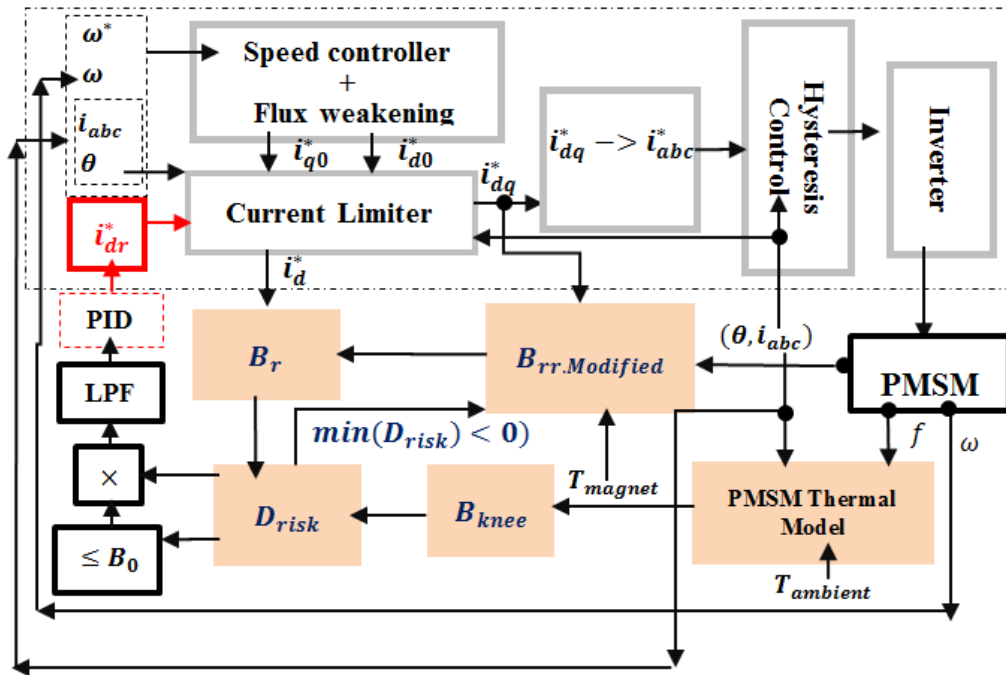 ω*
ω
i_abc
θ
i*_dr
Speed controller
+
Flux weakening
i*_q0
i*_d0
Current Limiter
i*_dq
i*_dq −> i*_abc
Hysteresis
Control
Inverter
i*_d
PID
LPF
×
≤ B_0
B_r
B_rr.Modified
(θ, i_abc)
PMSM
f
ω
min(D_risk) < 0)
T_magnet
D_risk
B_knee
PMSM Thermal
Model
T_ambient